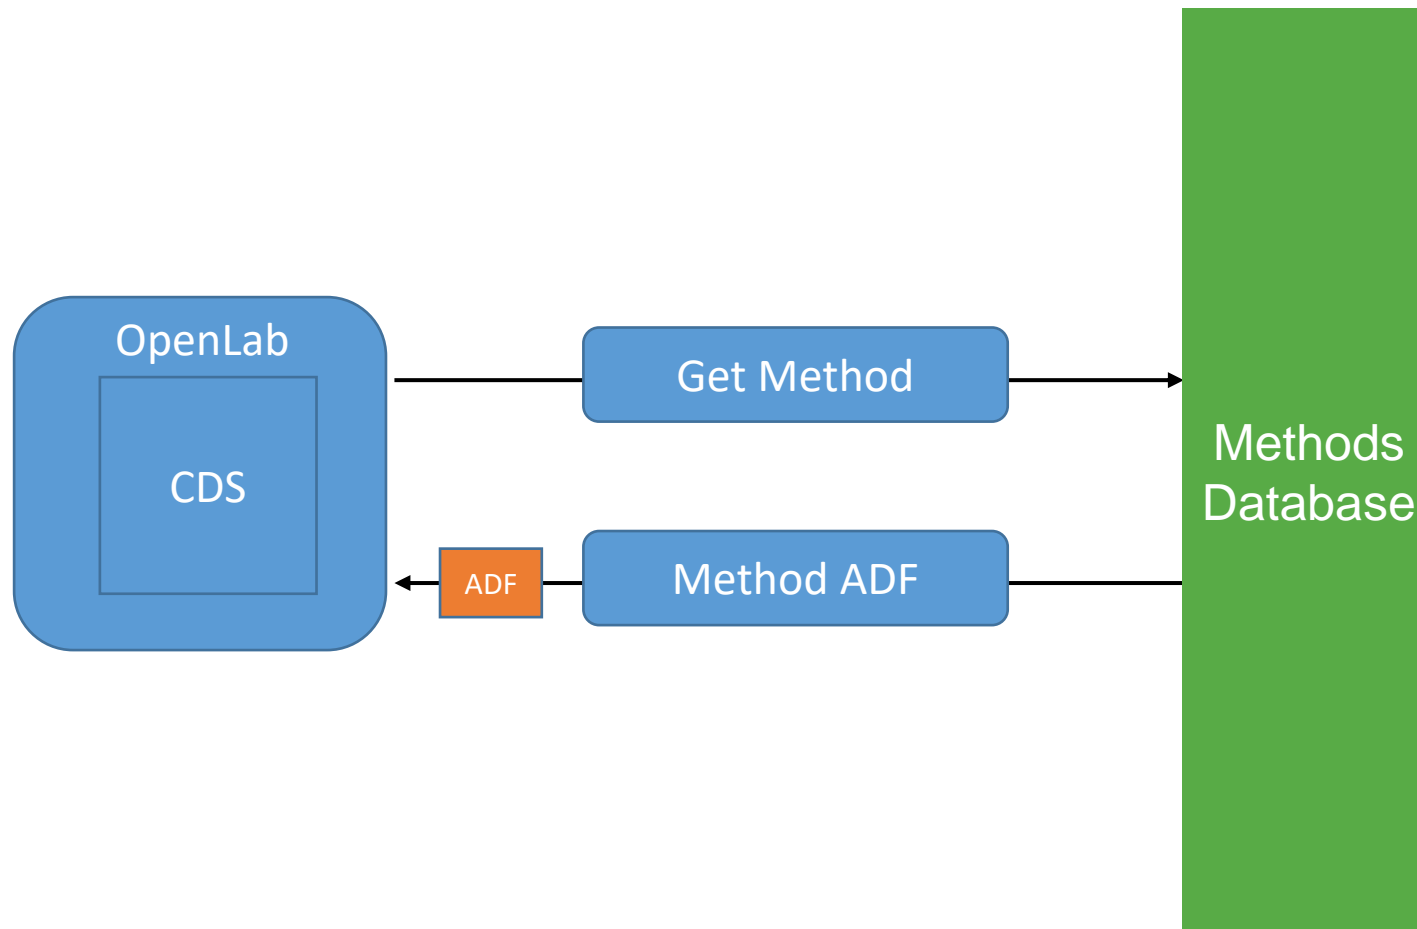 OpenLab
CDS
Get Method
ADF
Method ADF
Methods
Database